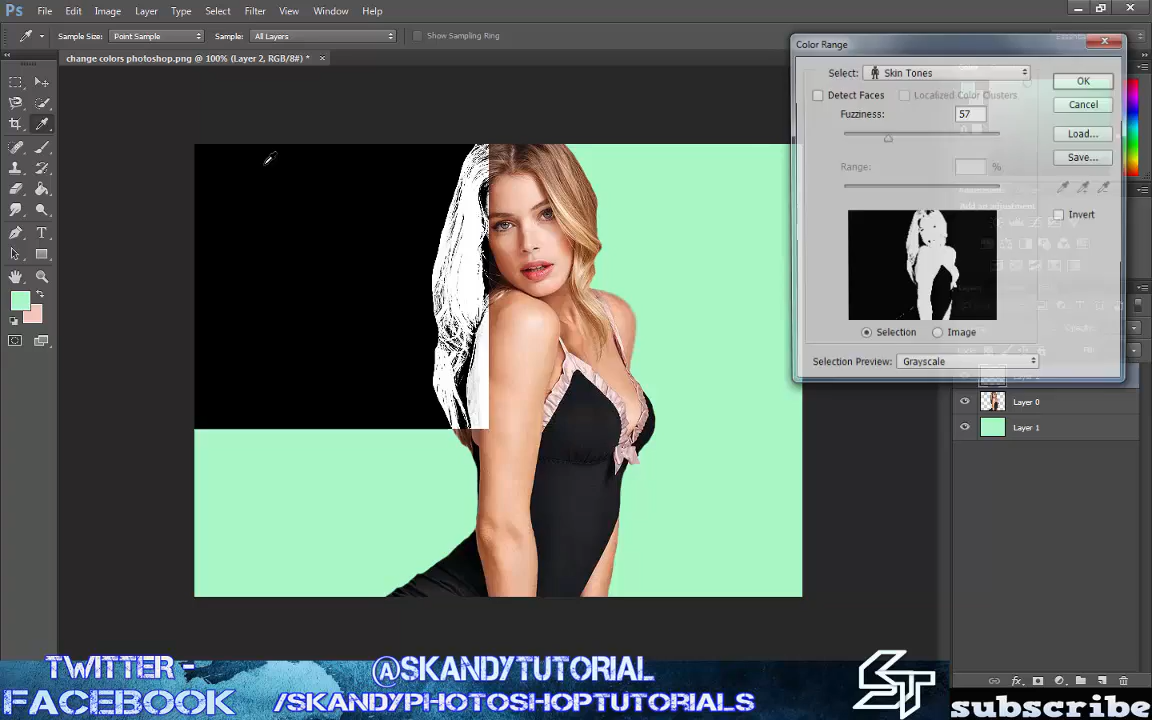 Ps File Edit Image Layer Type Select Filter View Window Help
Sample Size: Point Sample Sample: All Layers Show Sampling Ring
change colors photoshop.png @ 100% (Layer 2, RGB/8#) * ×
Color Range
Select: Skin Tones
OK
Detect Faces Localized Color Clusters
Cancel
Fuzziness: 57
Load...
Save...
Range: %
Add an adjustment
Invert
Selection Image
Selection Preview: Grayscale
Layer 0
Layer 1
TWITTER - @SKANDYTUTORIAL
FACEBOOK /SKANDYPHOTOSHOPTUTORIALS
ST
subscribe